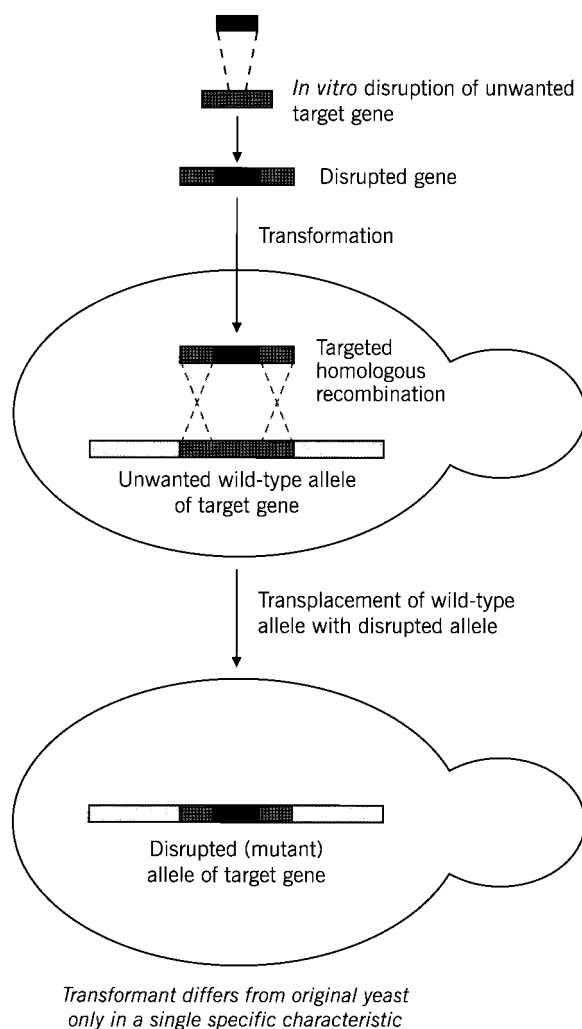 In vitro disruption of unwanted
target gene
Disrupted gene
Transformation
Targeted
homologous
recombination
Unwanted wild-type allele
of target gene
Transplacement of wild-type
allele with disrupted allele
Disrupted (mutant)
allele of target gene
Transformant differs from original yeast
only in a single specific characteristic